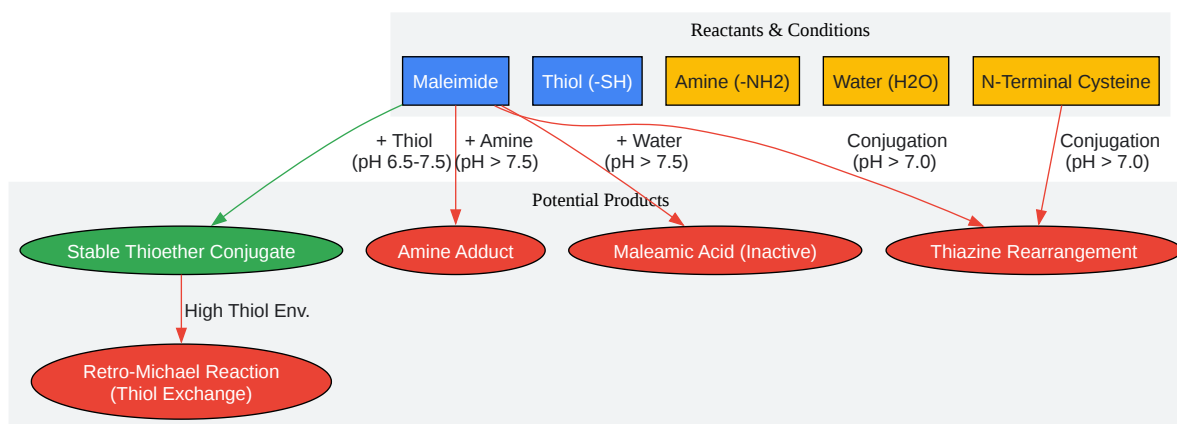 Reactants & Conditions
Maleimide
Thiol (-SH)
Amine (-NH2)
Water (H2O)
N-Terminal Cysteine
+ Thiol
(pH 6.5-7.5)
+ Amine
(pH > 7.5)
+ Water
(pH > 7.5)
Conjugation
(pH > 7.0)
Conjugation
(pH > 7.0)
Potential Products
Stable Thioether Conjugate
Amine Adduct
Maleamic Acid (Inactive)
Thiazine Rearrangement
High Thiol Env.
Retro-Michael Reaction
(Thiol Exchange)